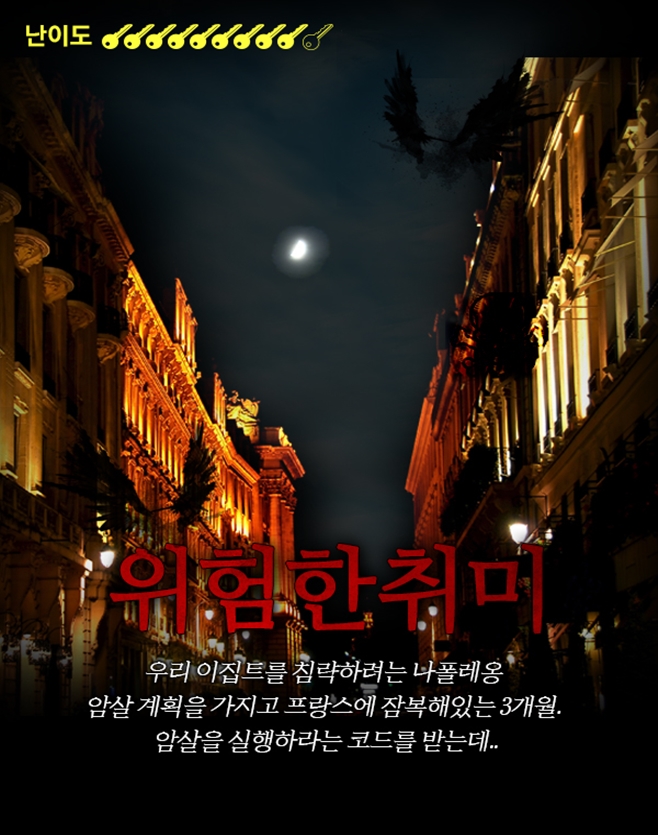 난이도
위험한취미
우리 이집트를 침략하려는 나폴레옹
암살 계획을 가지고 프랑스에 잠복해있는 3개월.
암살을 실행하라는 코드를 받는데..